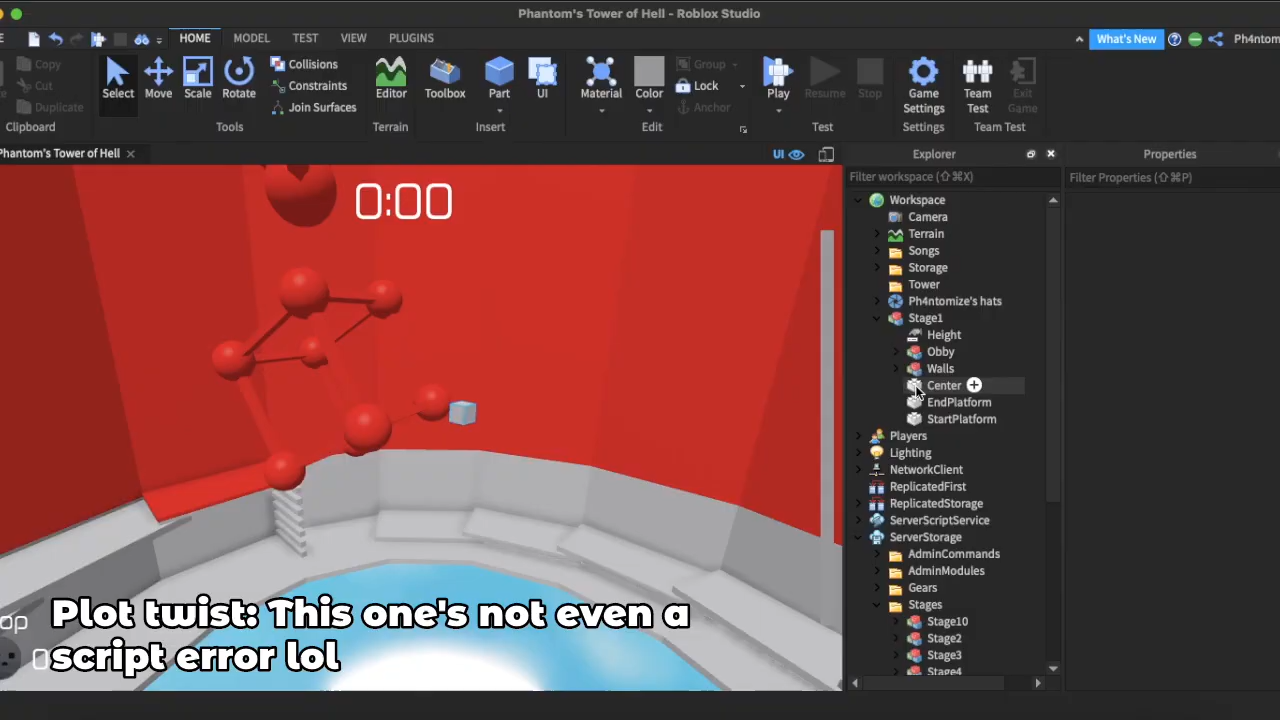 Phantom's Tower of Hell - Roblox Studio
HOME MODEL TEST VIEW PLUGINS
What's New
Ph4ntom
Copy
Cut
Duplicate
Clipboard
Select Move Scale Rotate
Collisions
Constraints
Join Surfaces
Tools
Editor
Terrain
Toolbox Part UI
Insert
Material Color
Group
Lock
Anchor
Edit
Play Resume Stop
Test
Game Settings
Settings
Team Test
Exit Game
Team Test
Phantom's Tower of Hell
UI
Explorer
Properties
Filter workspace (⇧⌘X)
Filter Properties (⇧⌘P)
0:00
Workspace
Camera
Terrain
Songs
Storage
Tower
Ph4ntomize's hats
Stage1
Height
Obby
Walls
Center
EndPlatform
StartPlatform
Players
Lighting
NetworkClient
ReplicatedFirst
ReplicatedStorage
ServerScriptService
ServerStorage
AdminCommands
AdminModules
Gears
Stages
Stage10
Stage2
Stage3
Stage4
op
0
Plot twist: This one's not even a
script error lol